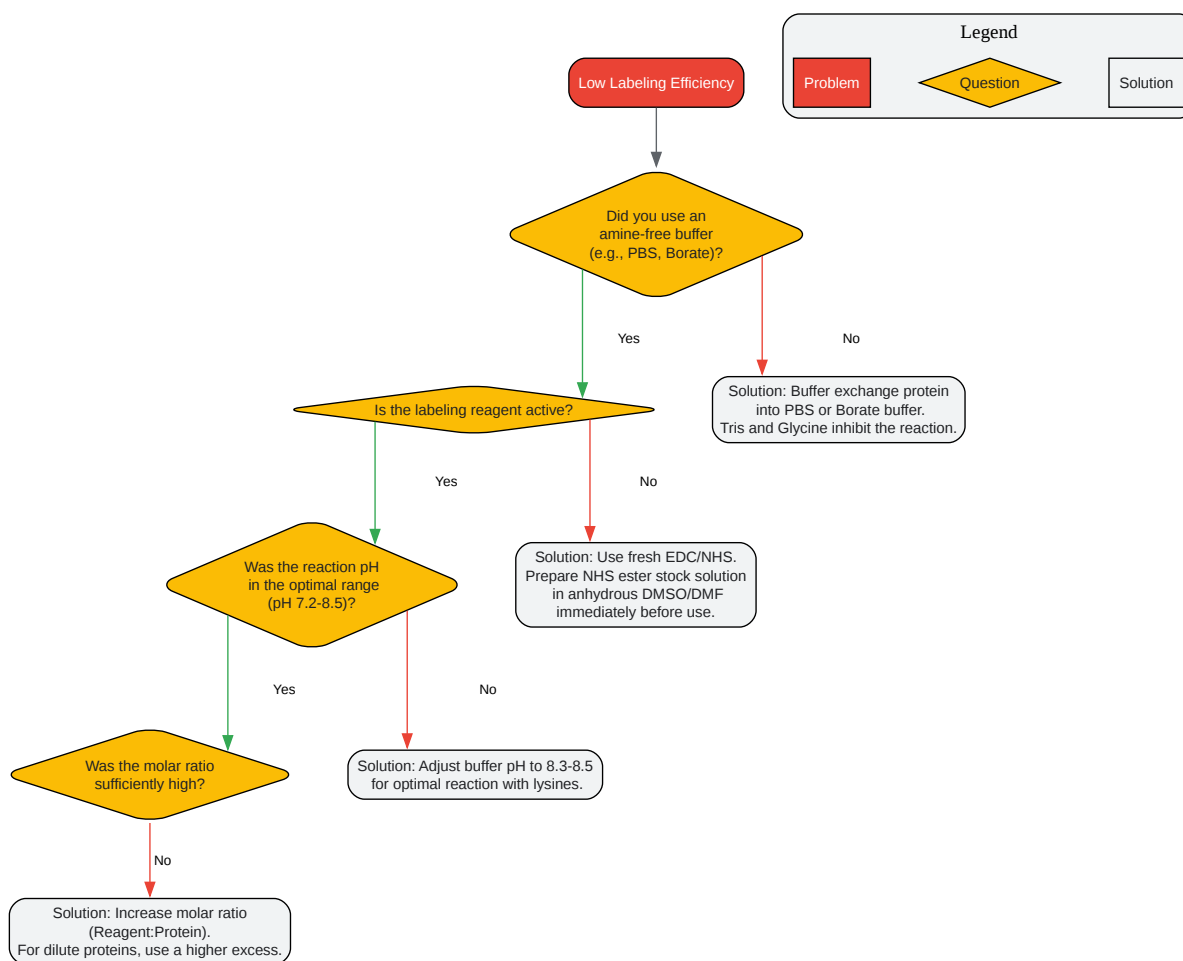 Legend
Problem
Question
Solution
Low Labeling Efficiency
Did you use an
amine-free buffer
(e.g., PBS, Borate)?
Yes
No
Solution: Buffer exchange protein
into PBS or Borate buffer.
Tris and Glycine inhibit the reaction.
Is the labeling reagent active?
Yes
No
Solution: Use fresh EDC/NHS.
Prepare NHS ester stock solution
in anhydrous DMSO/DMF
immediately before use.
Was the reaction pH
in the optimal range
(pH 7.2-8.5)?
Yes
No
Solution: Adjust buffer pH to 8.3-8.5
for optimal reaction with lysines.
Was the molar ratio
sufficiently high?
No
Solution: Increase molar ratio
(Reagent:Protein).
For dilute proteins, use a higher excess.